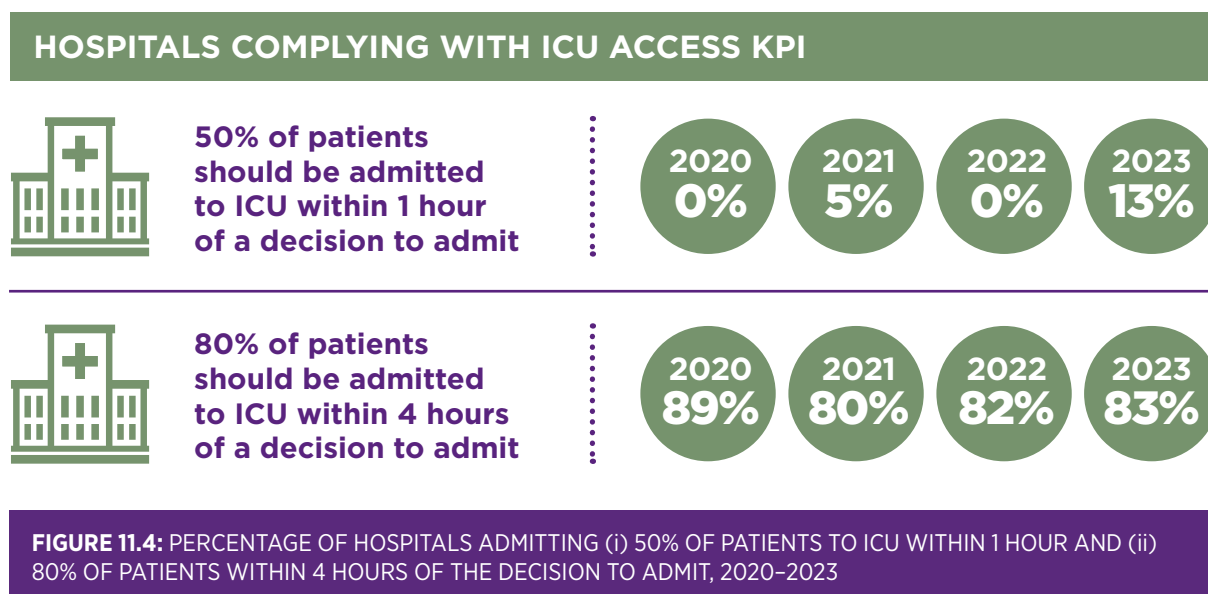 HOSPITALS COMPLYING WITH ICU ACCESS KPI
50% of patients
should be admitted
to ICU within 1 hour
of a decision to admit
2020
0%
2021
5%
2022
0%
2023
13%
80% of patients
should be admitted
to ICU within 4 hours
of a decision to admit
2020
89%
2021
80%
2022
82%
2023
83%
FIGURE 11.4: PERCENTAGE OF HOSPITALS ADMITTING (i) 50% OF PATIENTS TO ICU WITHIN 1 HOUR AND (ii)
80% OF PATIENTS WITHIN 4 HOURS OF THE DECISION TO ADMIT, 2020–2023